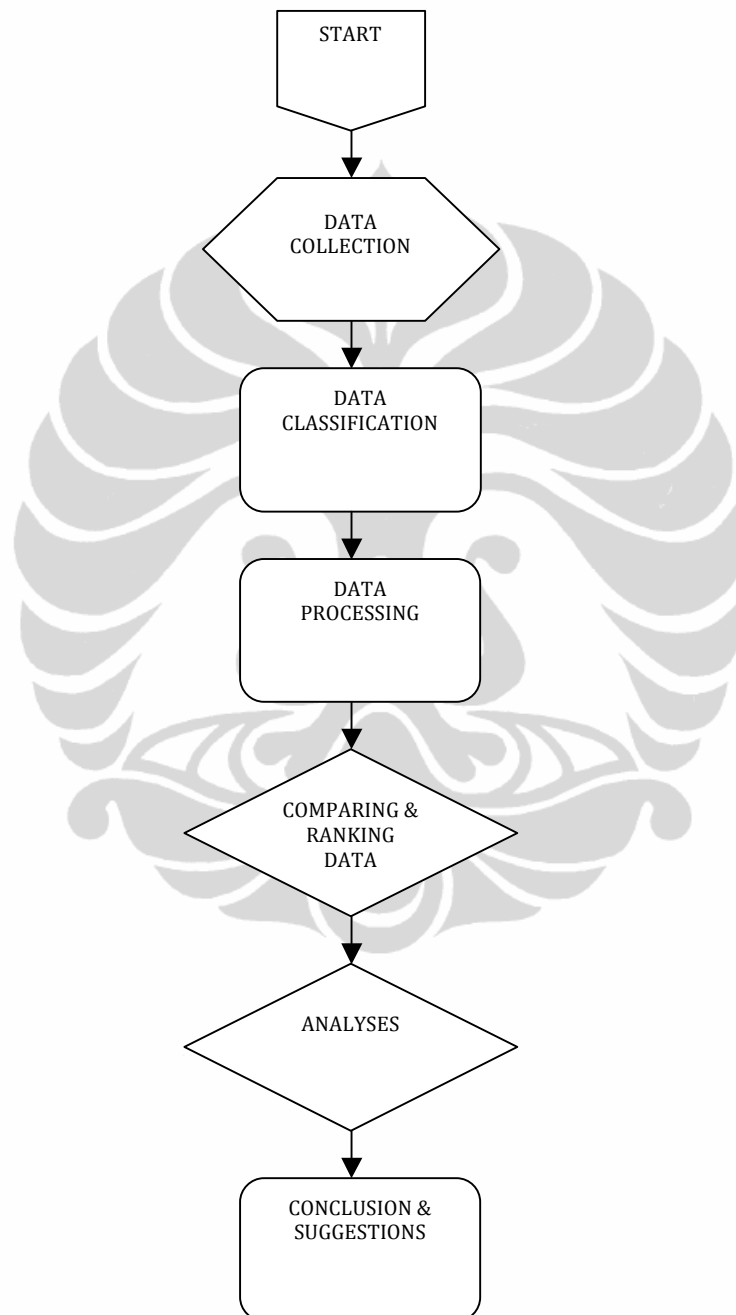 START
DATA
COLLECTION
DATA
CLASSIFICATION
DATA
PROCESSING
COMPARING &
RANKING
DATA
ANALYSES
CONCLUSION &
SUGGESTIONS